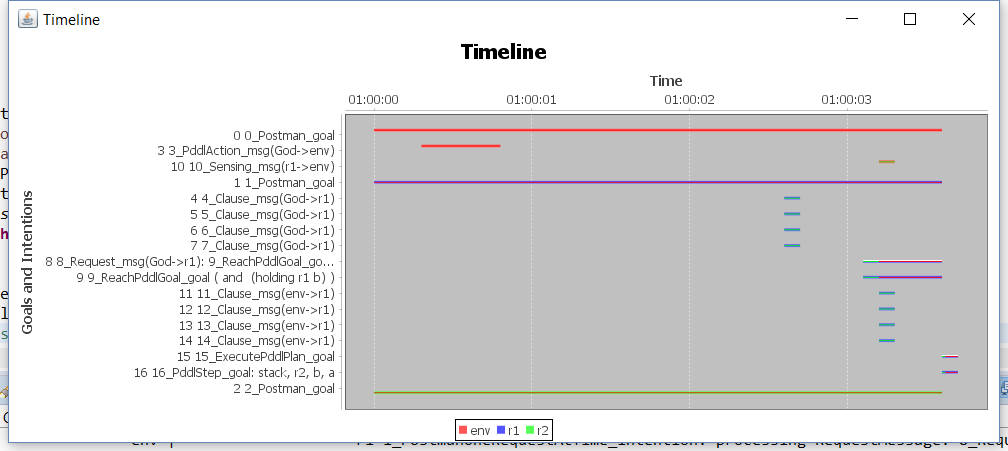 Timeline
Timeline
Time
01:00:00 01:00:01 01:00:02 01:00:03
Goals and Intentions
0 0_Postman_goal
3 3_PddlAction_msg(God->env)
10 10_Sensing_msg(r1->env)
1 1_Postman_goal
4 4_Clause_msg(God->r1)
5 5_Clause_msg(God->r1)
6 6_Clause_msg(God->r1)
7 7_Clause_msg(God->r1)
8 8_Request_msg(God->r1): 9_ReachPddlGoal_go...
9 9_ReachPddlGoal_goal ( and (holding r1 b) )
11 11_Clause_msg(env->r1)
12 12_Clause_msg(env->r1)
13 13_Clause_msg(env->r1)
14 14_Clause_msg(env->r1)
15 15_ExecutePddlPlan_goal
16 16_PddlStep_goal: stack, r2, b, a
2 2_Postman_goal
env r1 r2